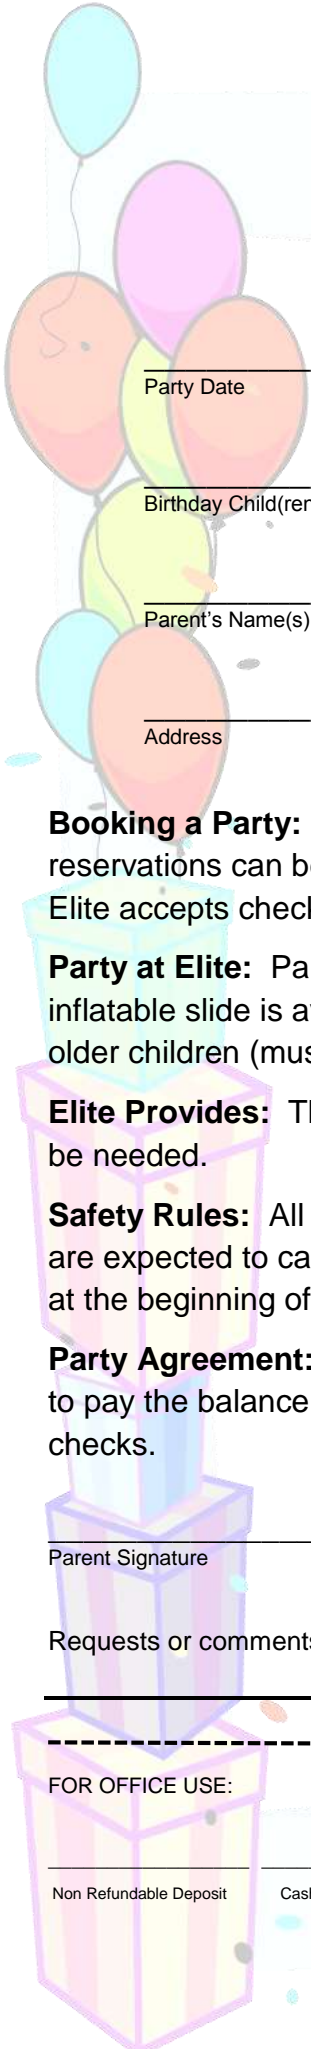 Party Date
Birthday Child(ren
Parent's Name(s)
Address
Booking a Party:
reservations can b
Elite accepts chec
Party at Elite: Pa
inflatable slide is a
older children (mus
Elite Provides: T
be needed.
Safety Rules: All
are expected to ca
at the beginning of
Party Agreement:
to pay the balance
checks.
Parent Signature
Requests or comments
FOR OFFICE USE:
Non Refundable Deposit Cas